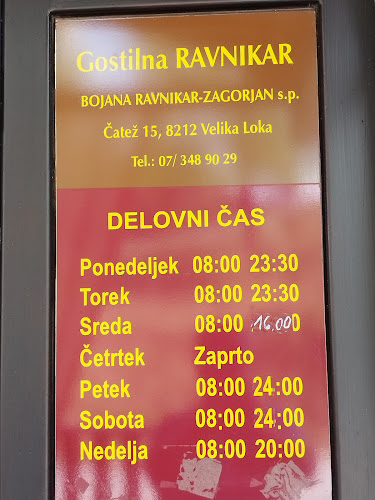 Gostilna RAVNIKAR
BOJANA RAVNIKAR-ZAGORJAN s.p.
Čatež 15, 8212 Velika Loka
Tel.: 07/ 348 90 29
DELOVNI ČAS
Ponedeljek 08:00 23:30
Torek 08:00 23:30
Sreda 08:00 16.00
Četrtek Zaprto
Petek 08:00 24:00
Sobota 08:00 24:00
Nedelja 08:00 20:00